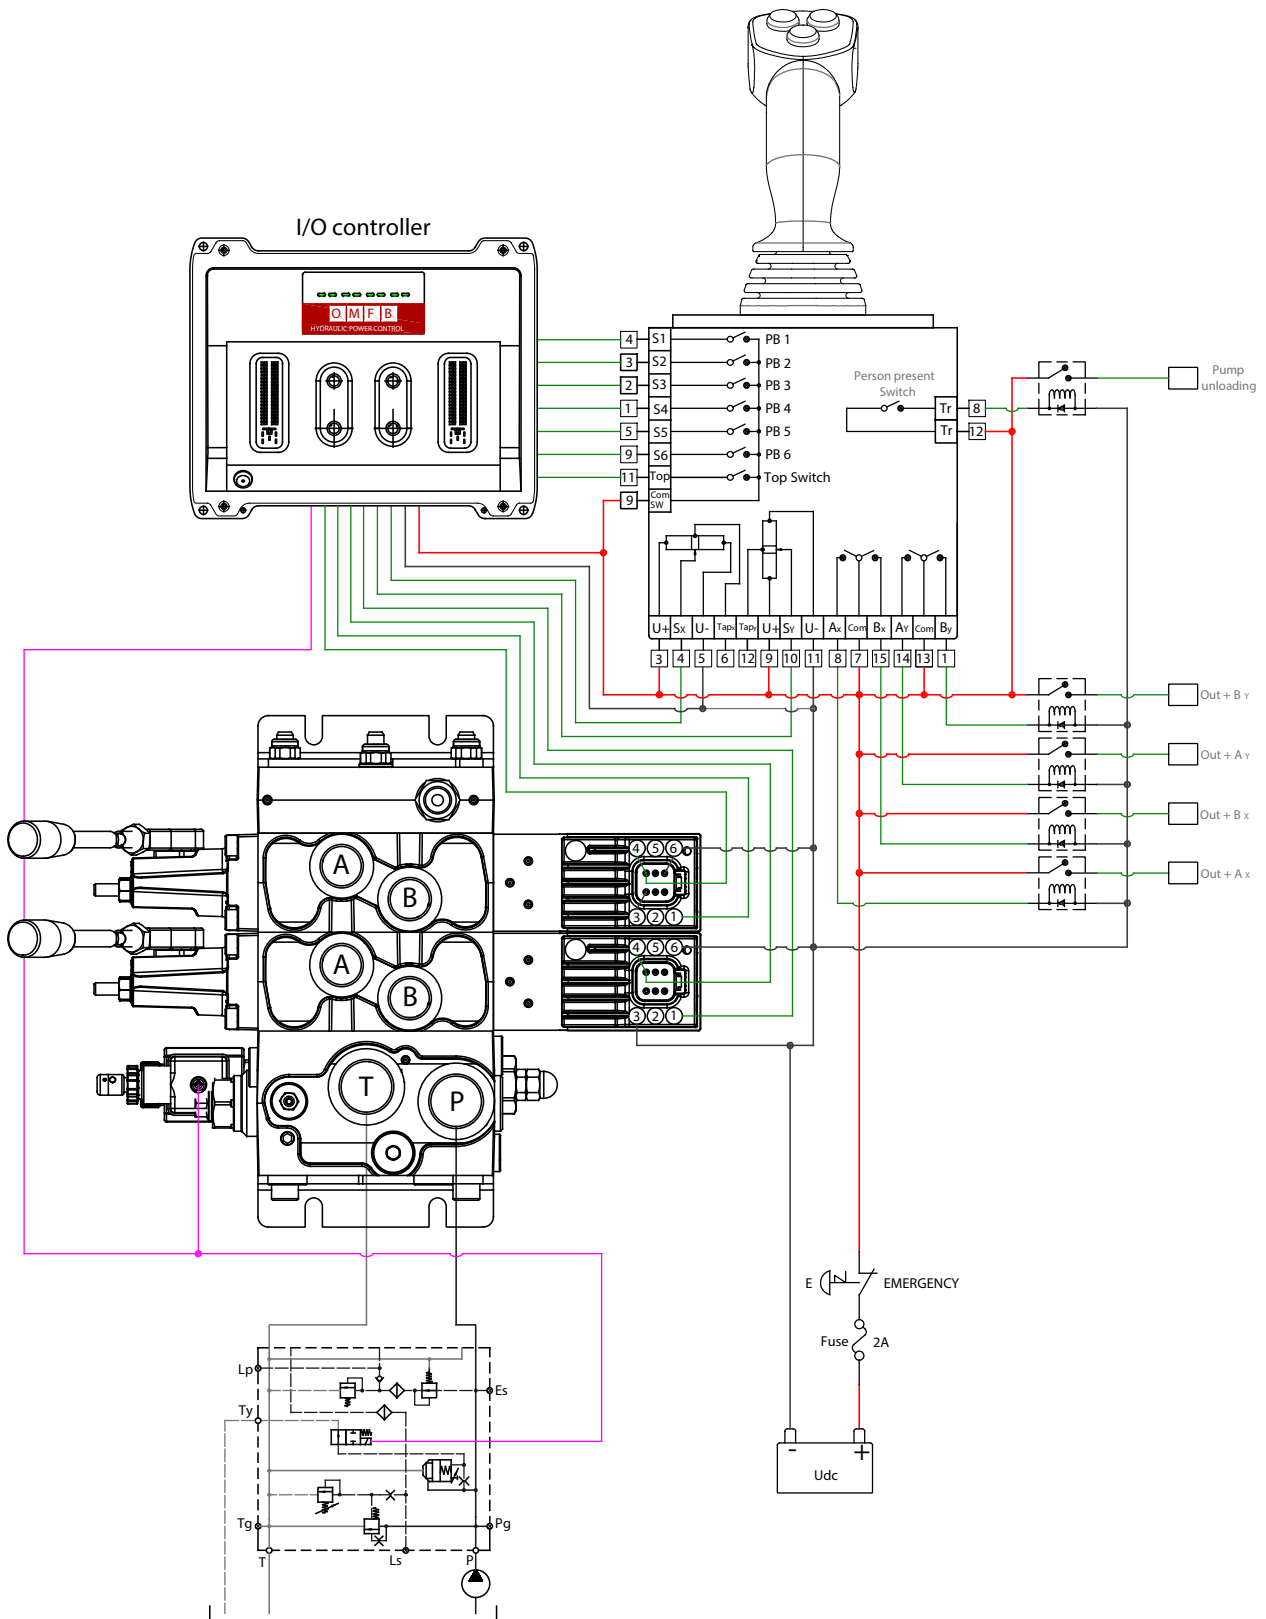 I/O controller
O M F B
HYDRAULIC POWER CONTROL
4 S1 PB 1
3 S2 PB 2
2 S3 PB 3
1 S4 PB 4
5 S5 PB 5
9 S6 PB 6
11 Top Top Switch
9 Com SW
Person present
Switch
Tr 8
Tr 12
Pump
unloading
U+ Sx U- Tapx Tapy U+ SY U- Ax Com Bx AY Com By
3 4 5 6 12 9 10 11 8 7 15 14 13 1
Out + B Y
Out + A Y
Out + B X
Out + A X
A
B
4 5 6
3 2 1
A
B
4 5 6
3 2 1
T
P
E EMERGENCY
Fuse 2A
- +
Udc
Lp
Es
Ty
Tg
Pg
T
Ls
P